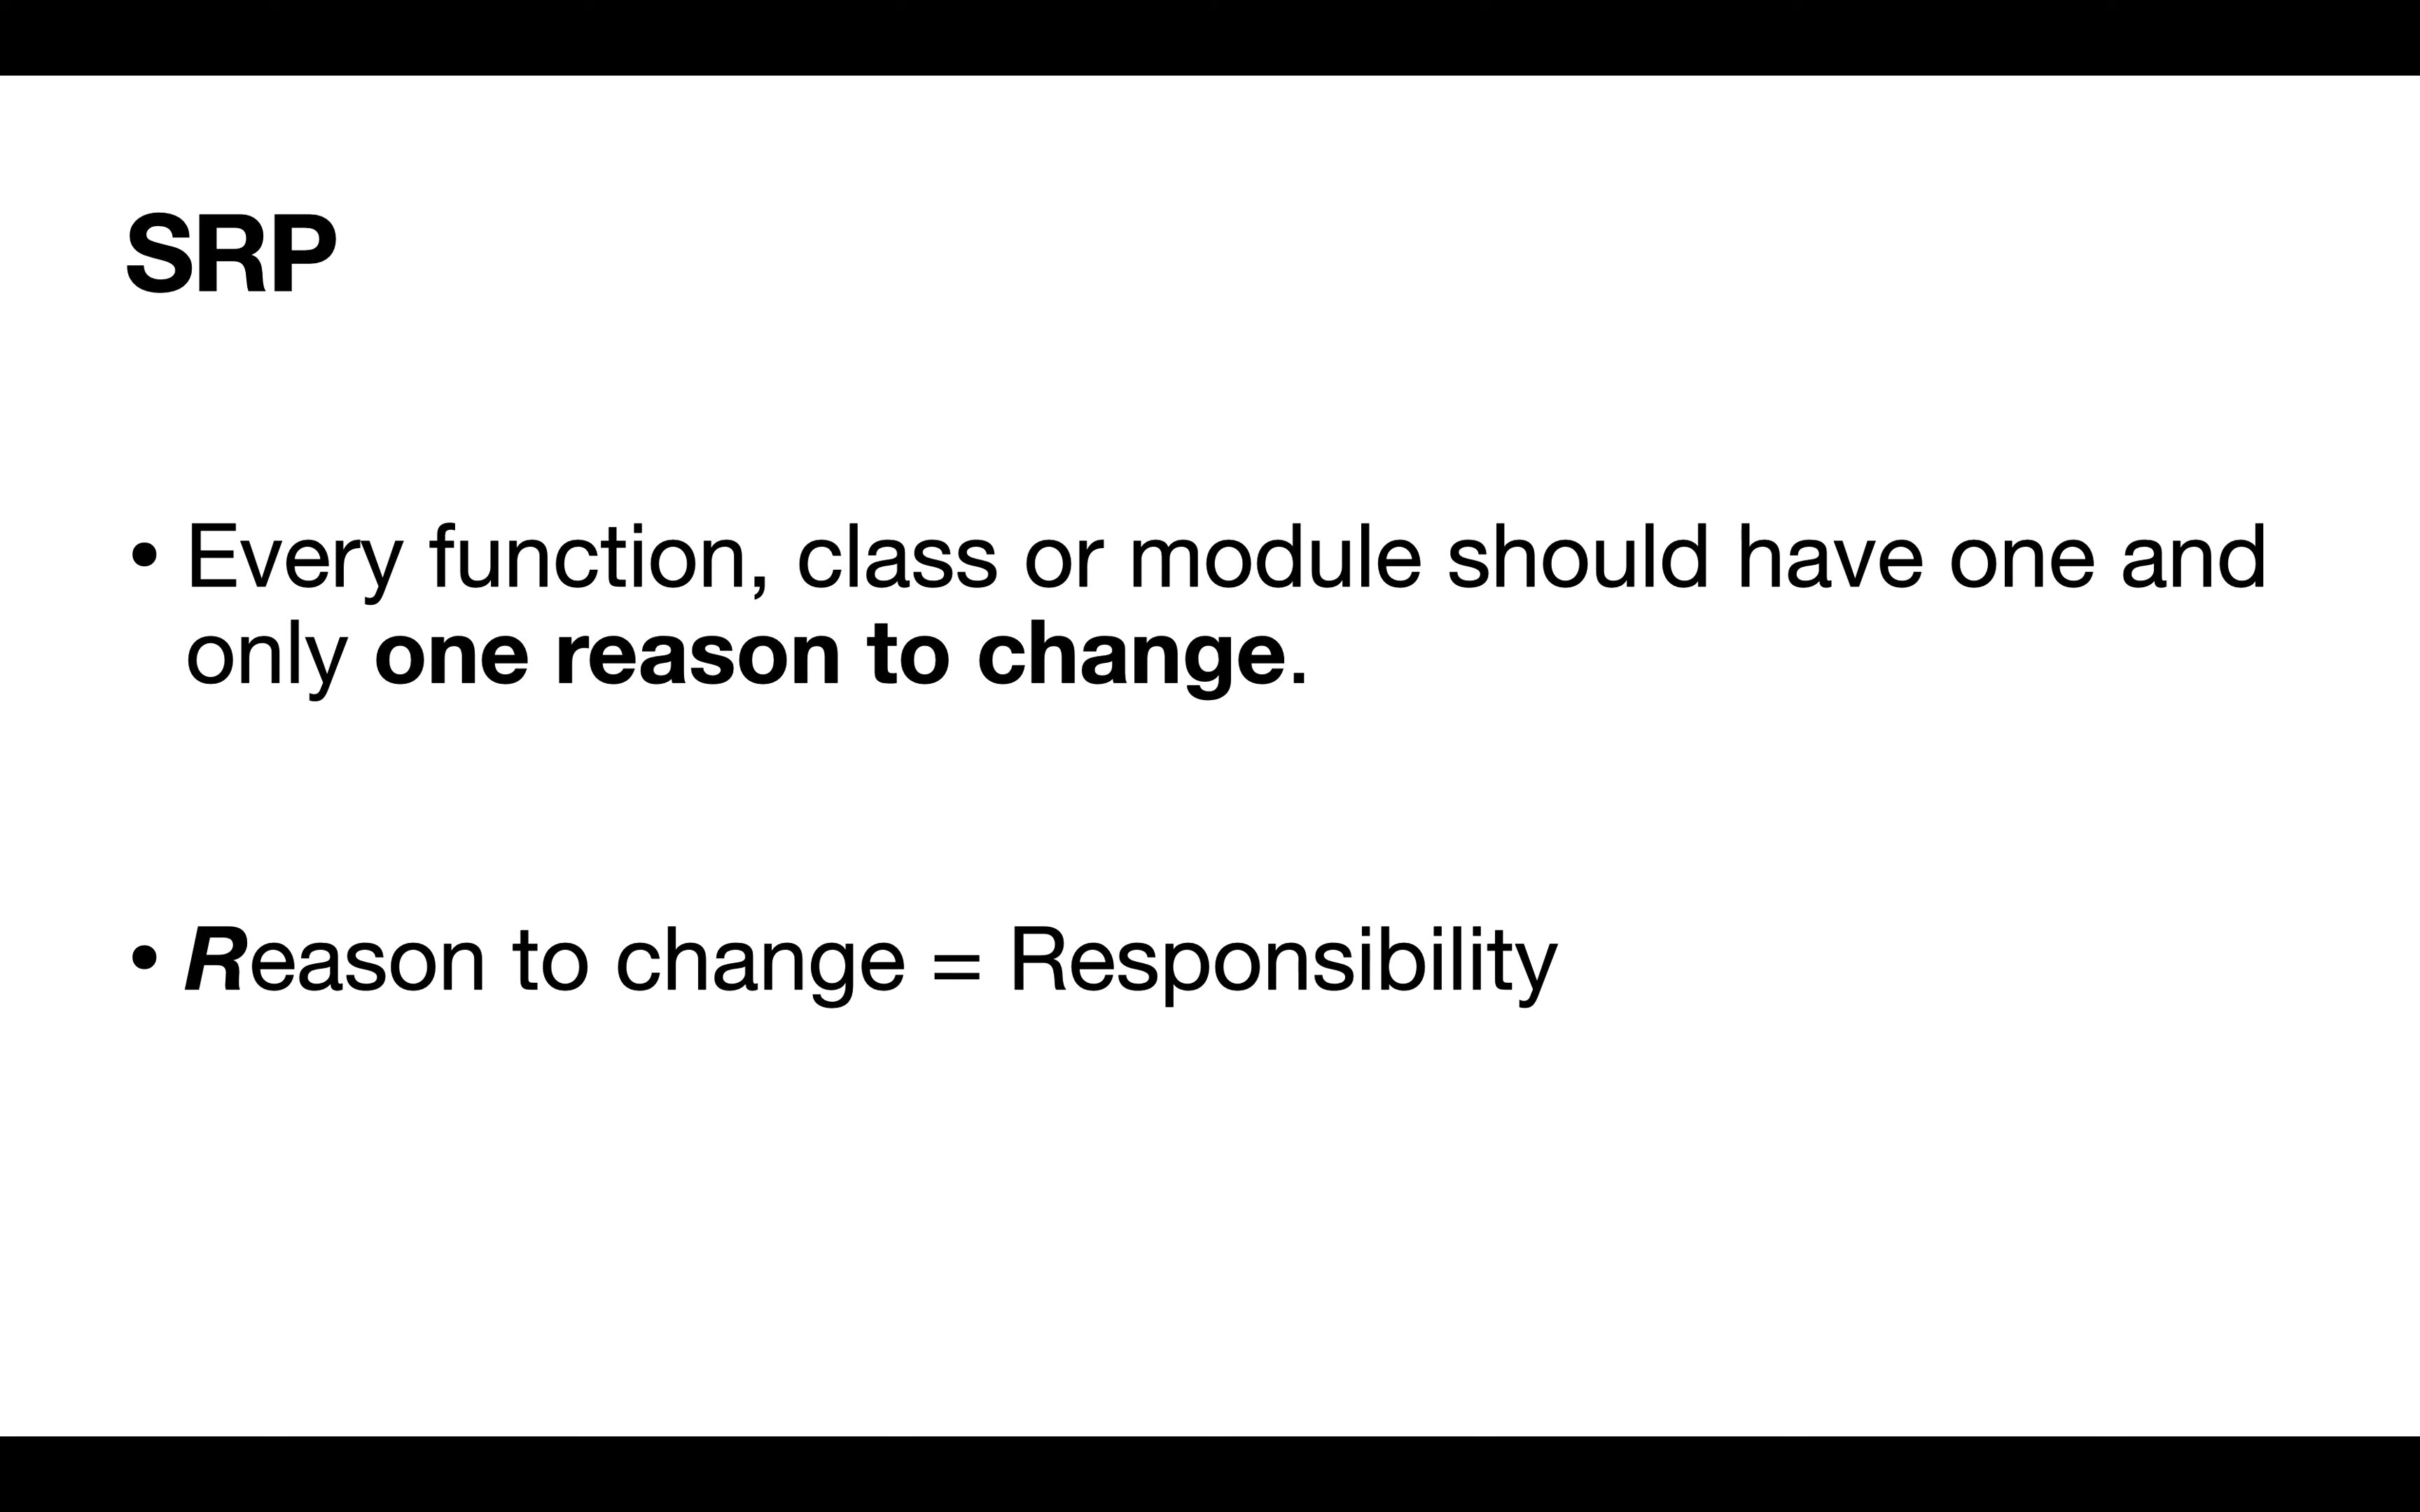 SRP
• Every function, class or module should have one and
only one reason to change.
• Reason to change = Responsibility